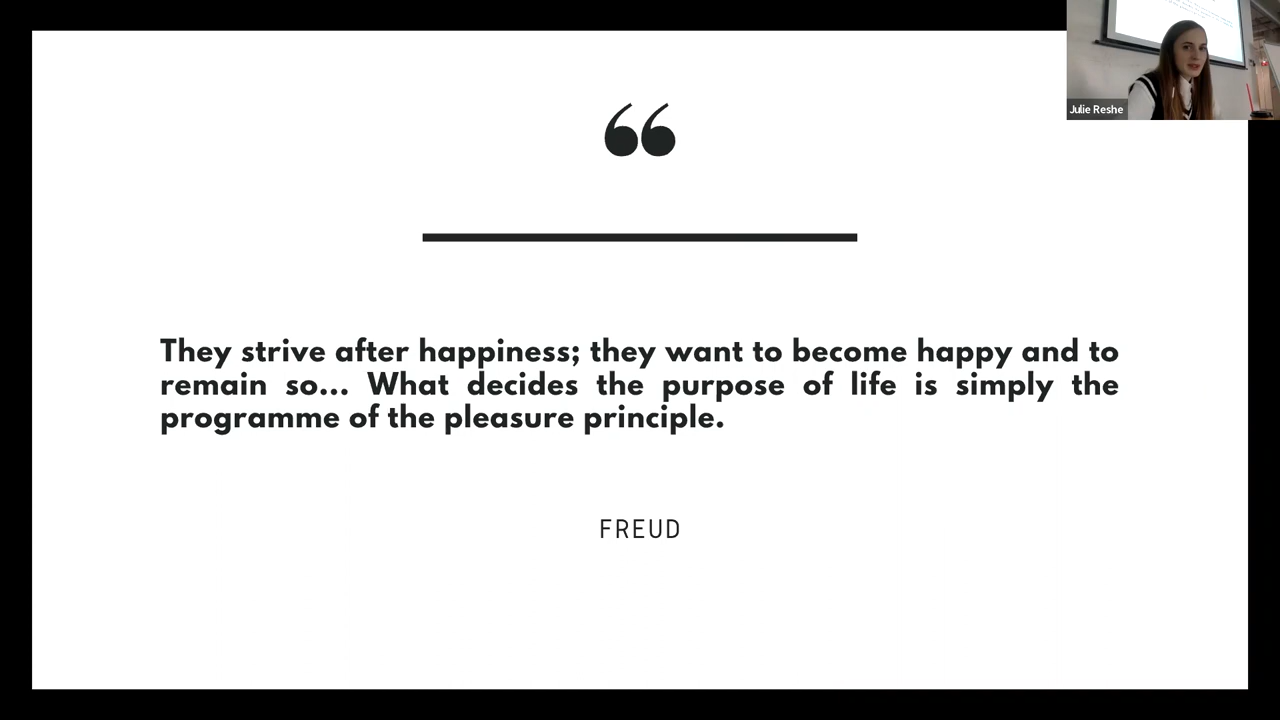 Julie Reshe
“
They strive after happiness; they want to become happy and to
remain so... What decides the purpose of life is simply the
programme of the pleasure principle.
FREUD